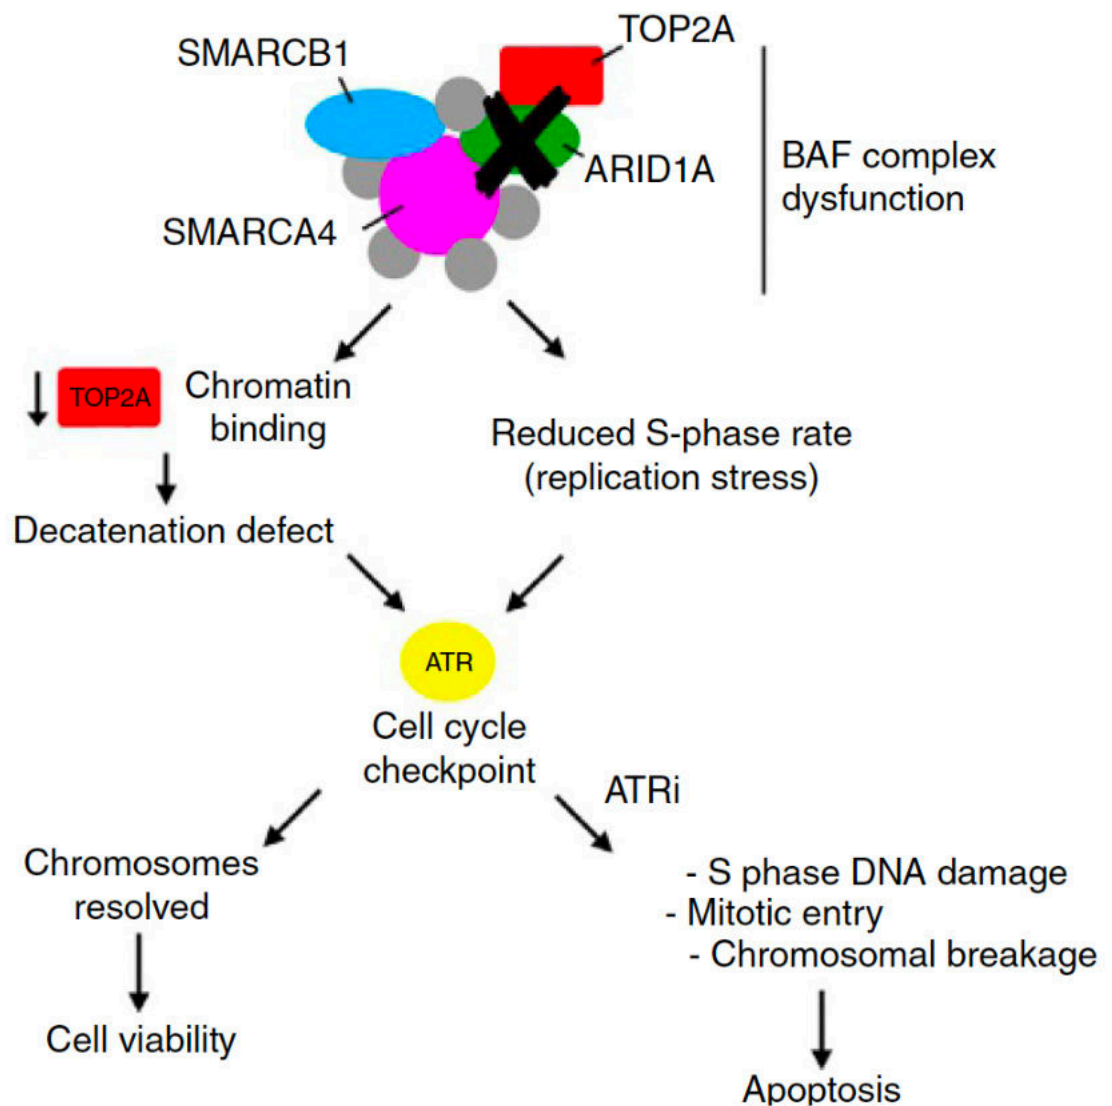 TOP2A
SMARCB1
BAF complex
dysfunction
ARID1A
SMARCA4
TOP2A
Chromatin
binding
Reduced S-phase rate
(replication stress)
Decatenation defect
ATR
Cell cycle
checkpoint
ATRi
Chromosomes
resolved
- S phase DNA damage
- Mitotic entry
- Chromosomal breakage
Cell viability
Apoptosis